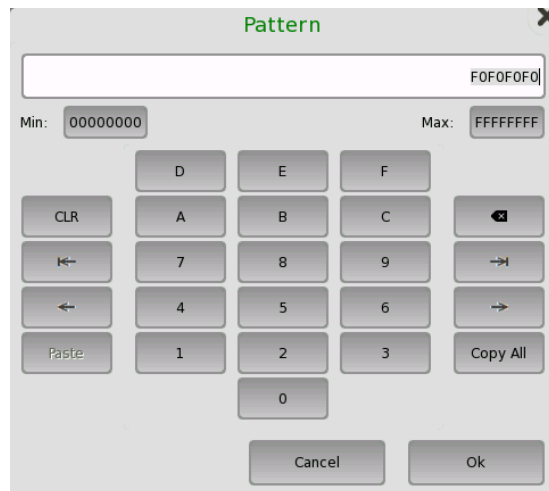 Pattern
F0F0F0F0
Min: 00000000 Max: FFFFFFFF
D E F
CLR A B C
7 8 9
4 5 6
Paste 1 2 3 Copy All
0
Cancel Ok